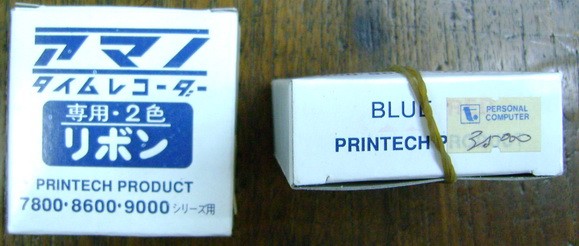 アマノ
タイムレコーダー
専用・2色
リボン
PRINTECH PRODUCT
7800・8600・9000 シリーズ用
BLUE
PERSONAL
COMPUTER
PRINTECH